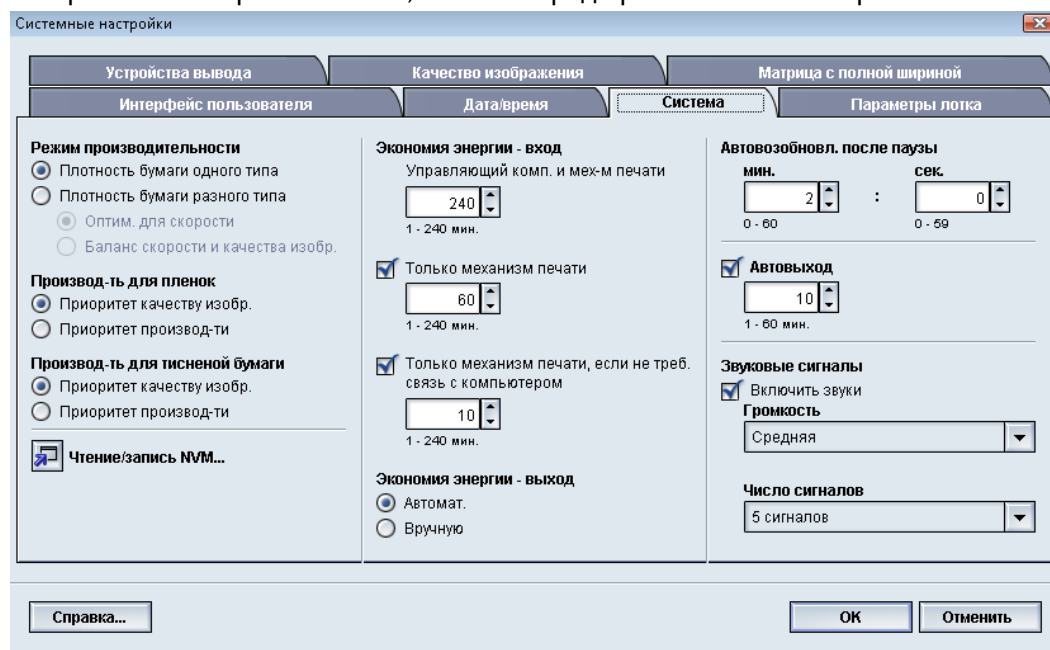 Системные настройки
Устройства вывода
Качество изображения
Матрица с полной шириной
Интерфейс пользователя
Дата/время
Система
Параметры лотка
Режим производительности
Плотность бумаги одного типа
Плотность бумаги разного типа
Оптим. для скорости
Баланс скорости и качества изобр.
Производ-ть для пленок
Приоритет качеству изобр.
Приоритет производ-ти
Производ-ть для тисненой бумаги
Приоритет качеству изобр.
Приоритет производ-ти
Чтение/запись NVM...
Экономия энергии - вход
Управляющий комп. и мех-м печати
240
1 - 240 мин.
Только механизм печати
60
1 - 240 мин.
Только механизм печати, если не треб.
связь с компьютером
10
1 - 240 мин.
Экономия энергии - выход
Автомат.
Вручную
Автовозобновл. после паузы
мин. сек.
2 : 0
0 - 60 0 - 59
Автовыход
10
1 - 60 мин.
Звуковые сигналы
Включить звуки
Громкость
Средняя
Число сигналов
5 сигналов
Справка...
OK
Отменить